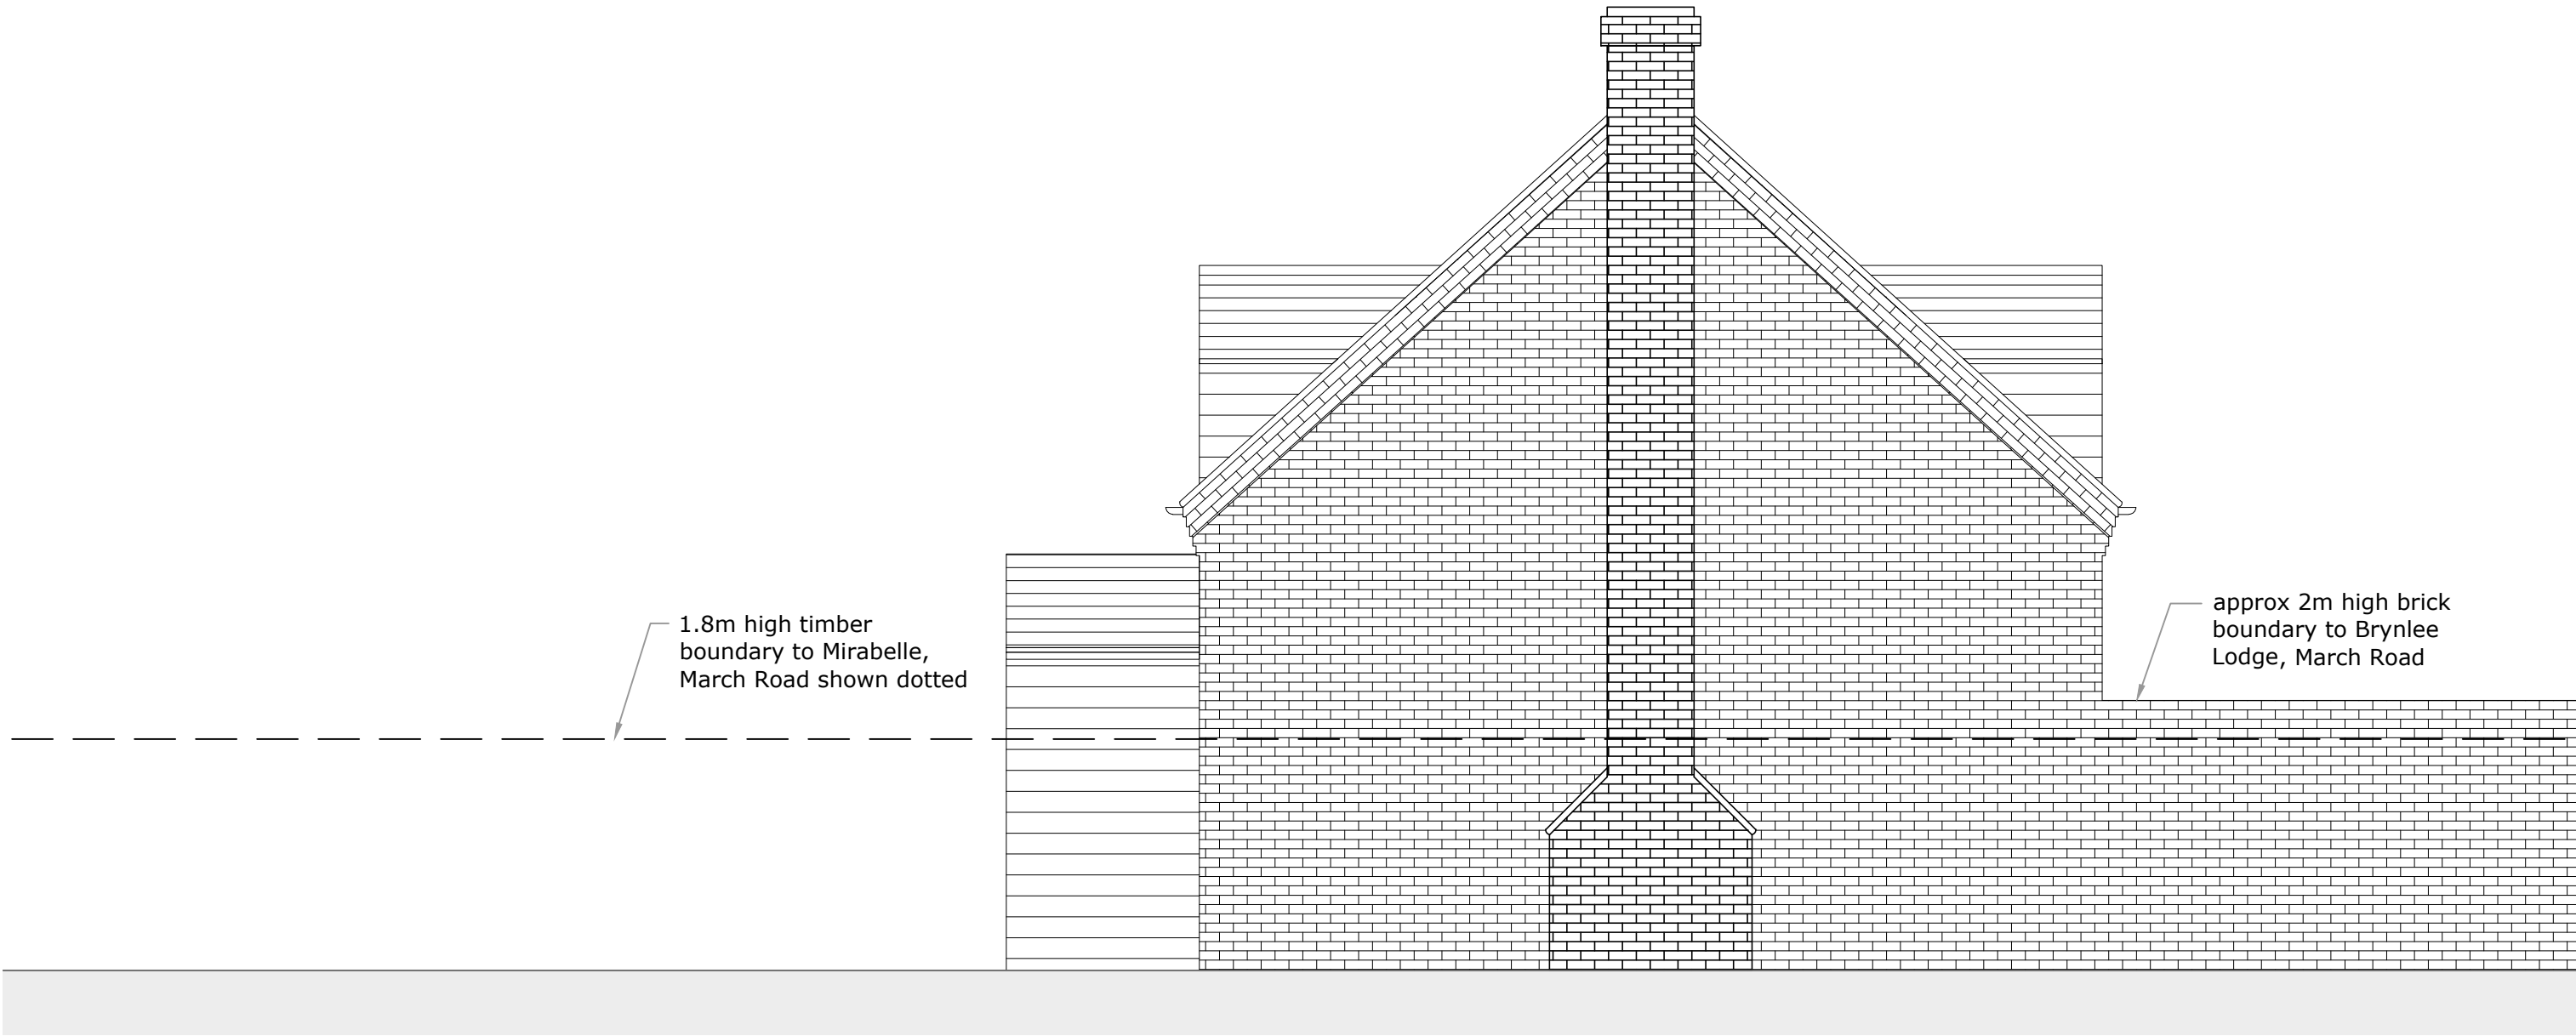 1.8m high timber
boundary to Mirabelle,
March Road shown dotted
approx 2m high brick
boundary to Brynlee
Lodge, March Road